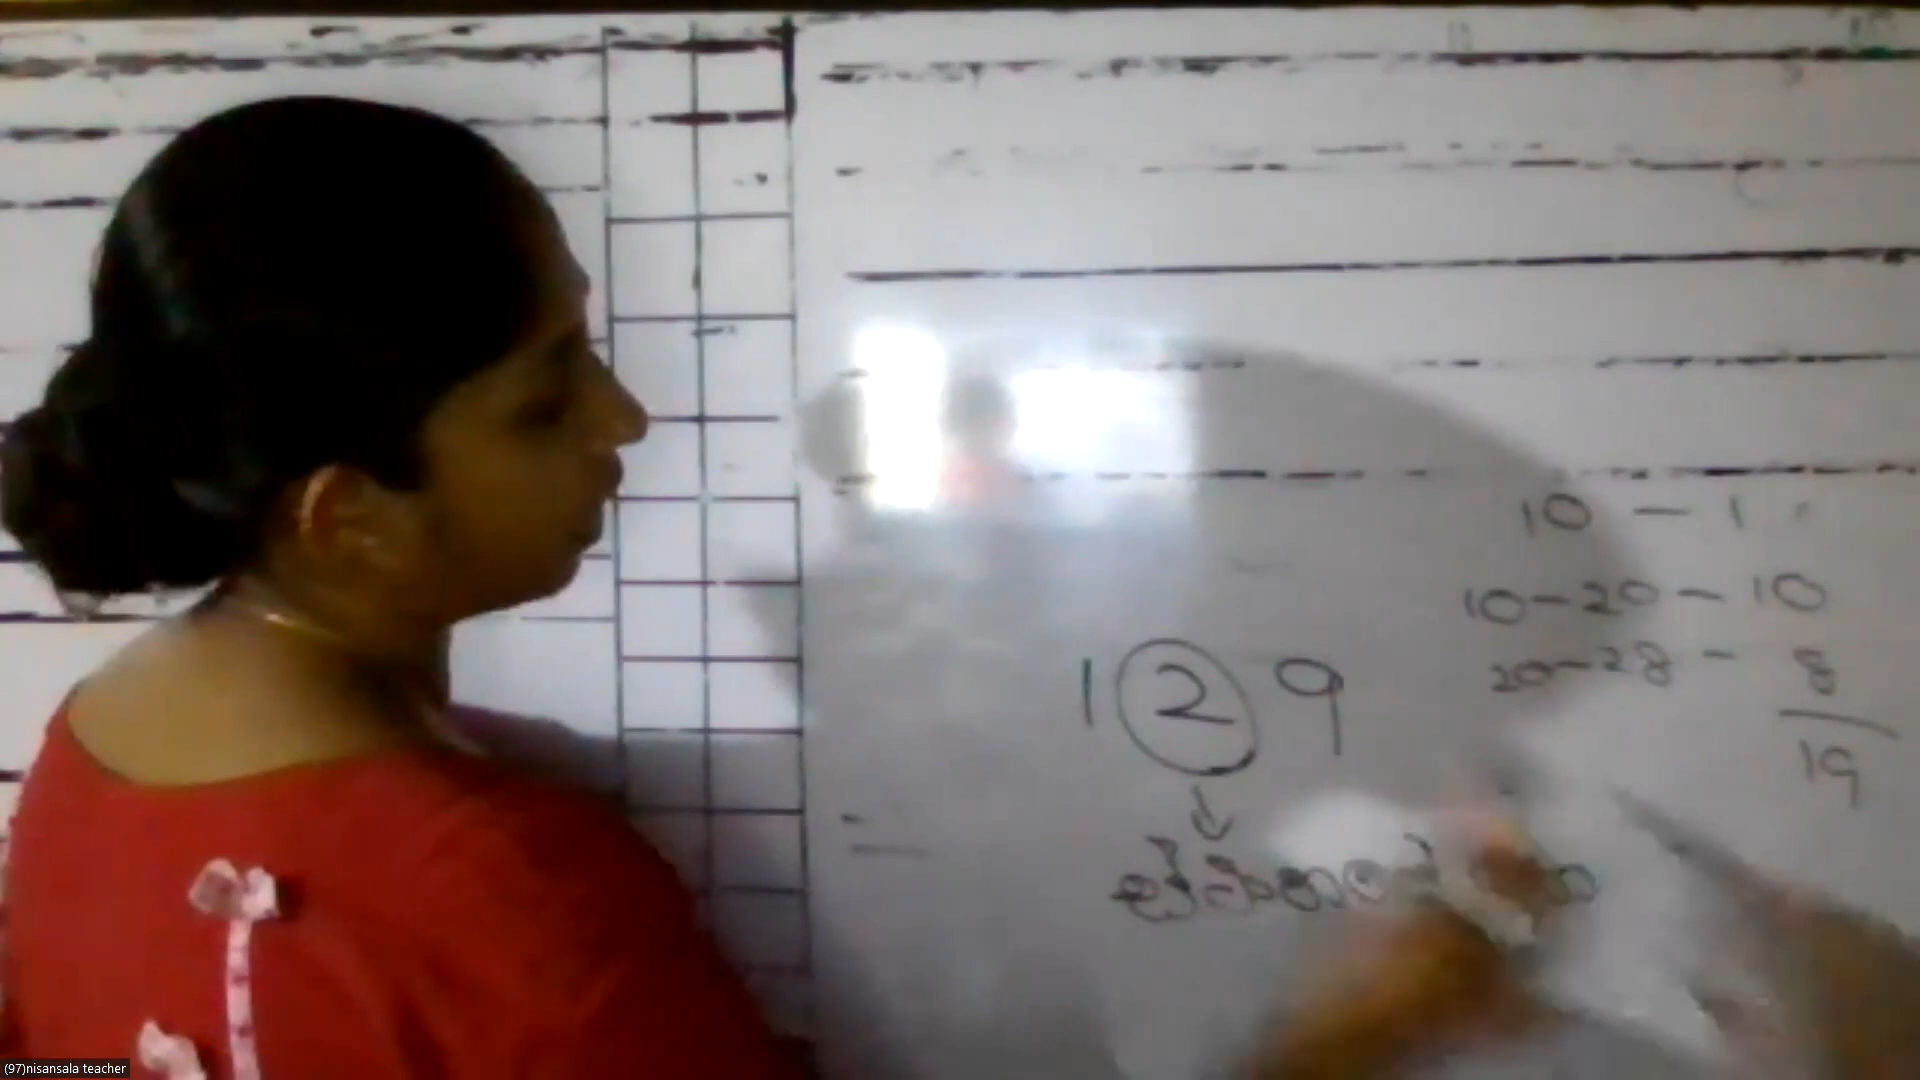 10 – 1
10 – 20 – 10
20 – 28 – 8
19
1 2 9
(97)nisansala teacher